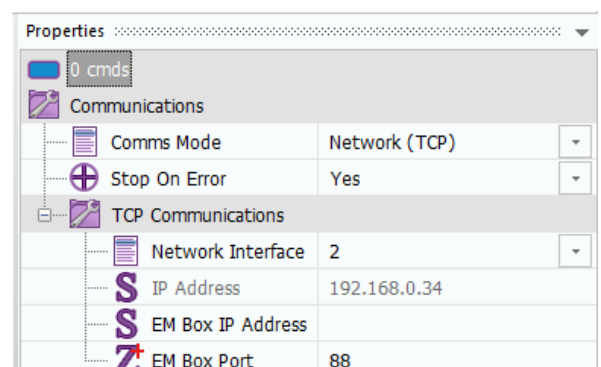 Properties
0 cmds
Communications
Comms Mode Network (TCP)
Stop On Error Yes
TCP Communications
Network Interface 2
S IP Address 192.168.0.34
S EM Box IP Address
Z+ EM Box Port 88